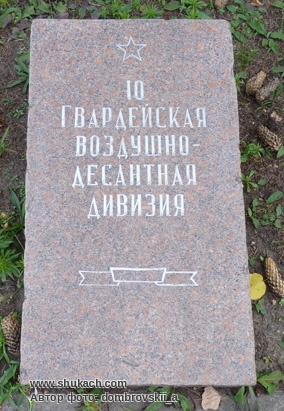 10
ГВАРДЕЙСКАЯ
ВОЗДУШНО-
ДЕСАНТНАЯ
ДИВИЗИЯ
www.shukach.com
Автор фото- dombrovskii_a